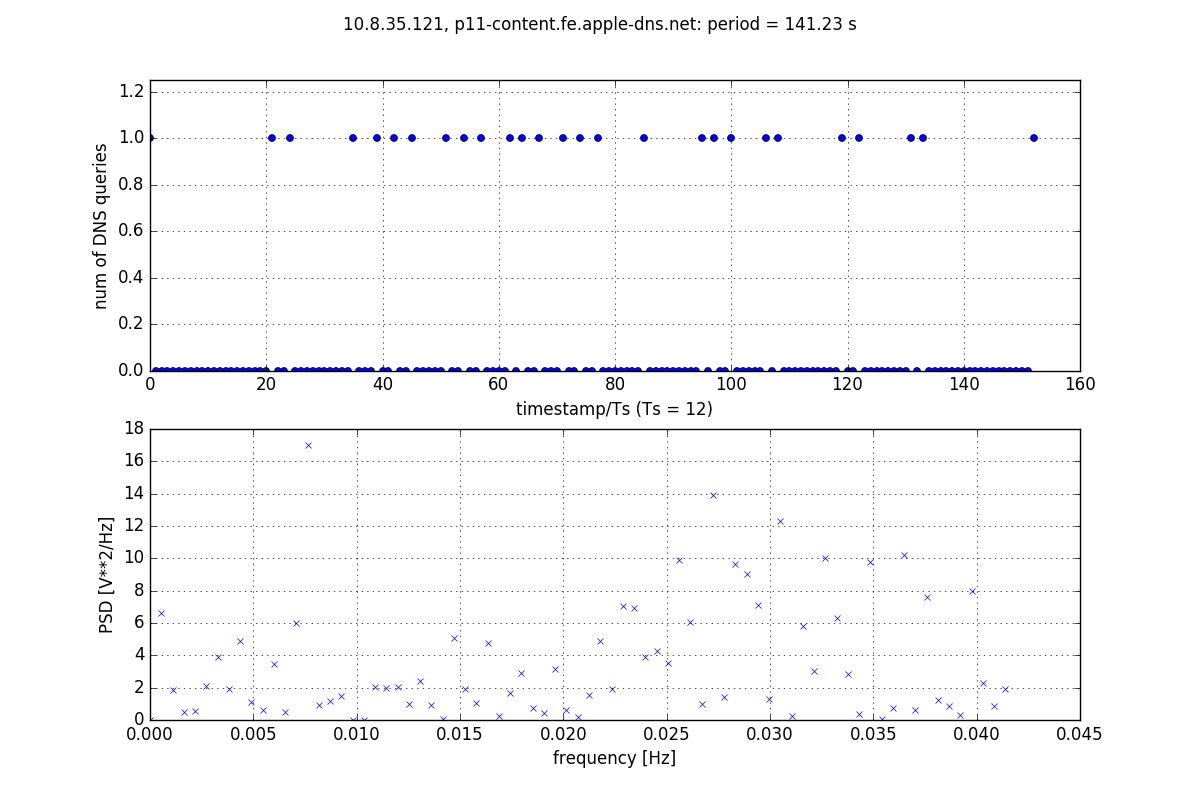 10.8.35.121, p11-content.fe.apple-dns.net: period = 141.23 s
num of DNS queries
1.2
1.0
0.8
0.6
0.4
0.2
0.0
0 20 40 60 80 100 120 140 160
timestamp/Ts (Ts = 12)
PSD [V**2/Hz]
18
16
14
12
10
8
6
4
2
0
0.000 0.005 0.010 0.015 0.020 0.025 0.030 0.035 0.040 0.045
frequency [Hz]